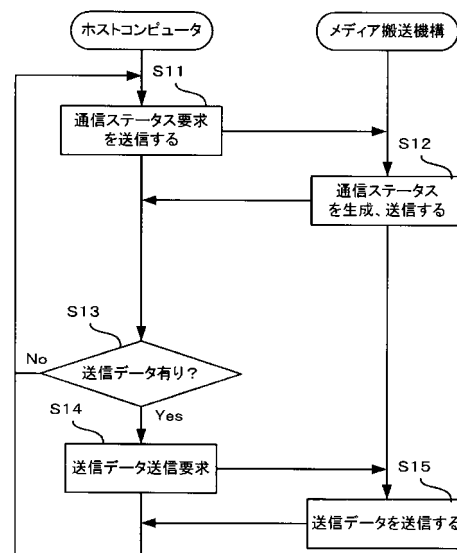 ホストコンピュータ
メディア搬送機構
S11
通信ステータス要求
を送信する
S12
通信ステータス
を生成、送信する
S13
送信データ有り?
No
Yes
S14
送信データ送信要求
S15
送信データを送信する